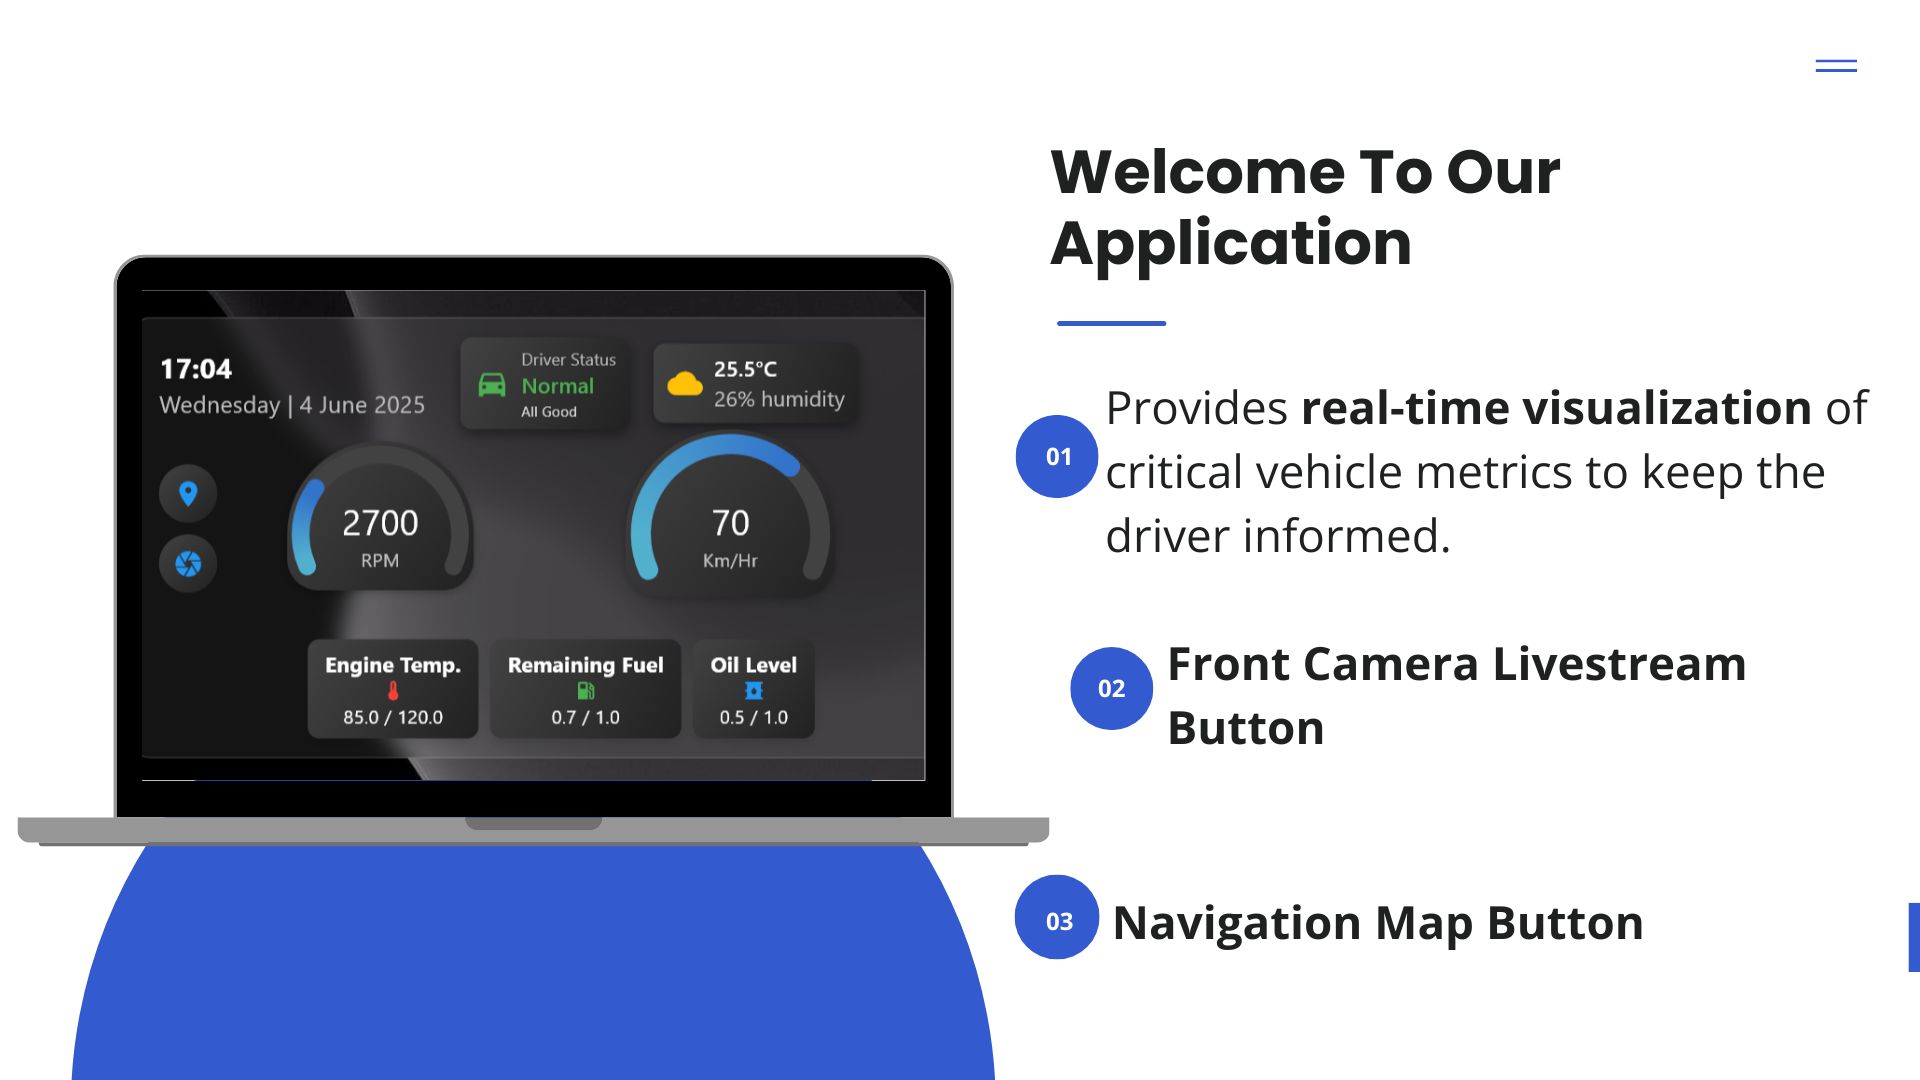 Welcome To Our
Application
17:04
Wednesday | 4 June 2025
Driver Status
Normal
All Good
25.5°C
26% humidity
2700
RPM
70
Km/Hr
Engine Temp.
85.0 / 120.0
Remaining Fuel
0.7 / 1.0
Oil Level
0.5 / 1.0
01
Provides real-time visualization of
critical vehicle metrics to keep the
driver informed.
02
Front Camera Livestream
Button
03
Navigation Map Button